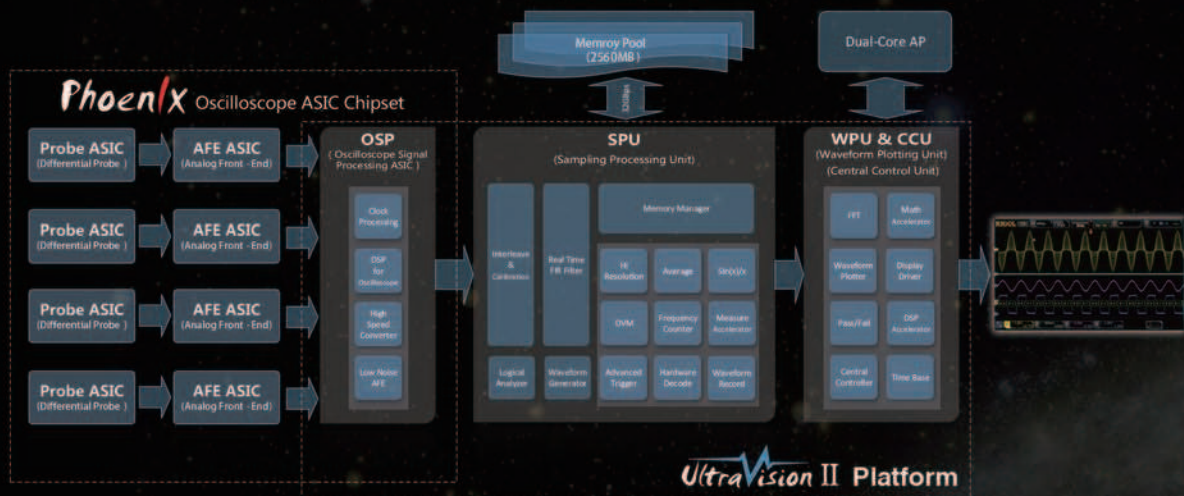 Memroy Pool
(2560MB)
Dual-Core AP
PhoenIx Oscilloscope ASIC Chipset
Probe ASIC
(Differential Probe )
AFE ASIC
(Analog Front -End)
Probe ASIC
(Differential Probe )
AFE ASIC
(Analog Front -End)
Probe ASIC
(Differential Probe )
AFE ASIC
(Analog Front -End)
Probe ASIC
(Differential Probe )
AFE ASIC
(Analog Front -End)
OSP
( Oscilloscope Signal
Processing ASIC )
Clock
Processing
for
Oscilloscope
High
Speed
Converter
Low Noise
AFE
SPU
(Sampling Processing Unit)
Interleave
&
Real Time
FIR Filter
Memory Manager
Hi
Resolution
Average
Sin(x)/x
DVM
Frequency
Counter
Measure
Accelerator
Logical
Analyzer
Waveform
Generator
Advanced
Trigger
Hardware
Decode
Waveform
Record
WPU & CCU
(Waveform Plotting Unit)
(Central Control Unit)
Math
Accelerator
Waveform
Plotter
Display
Driver
Pass/Fail
Accelerator
Central
Controller
Time Base
RIGOL
UltraVision II Platform